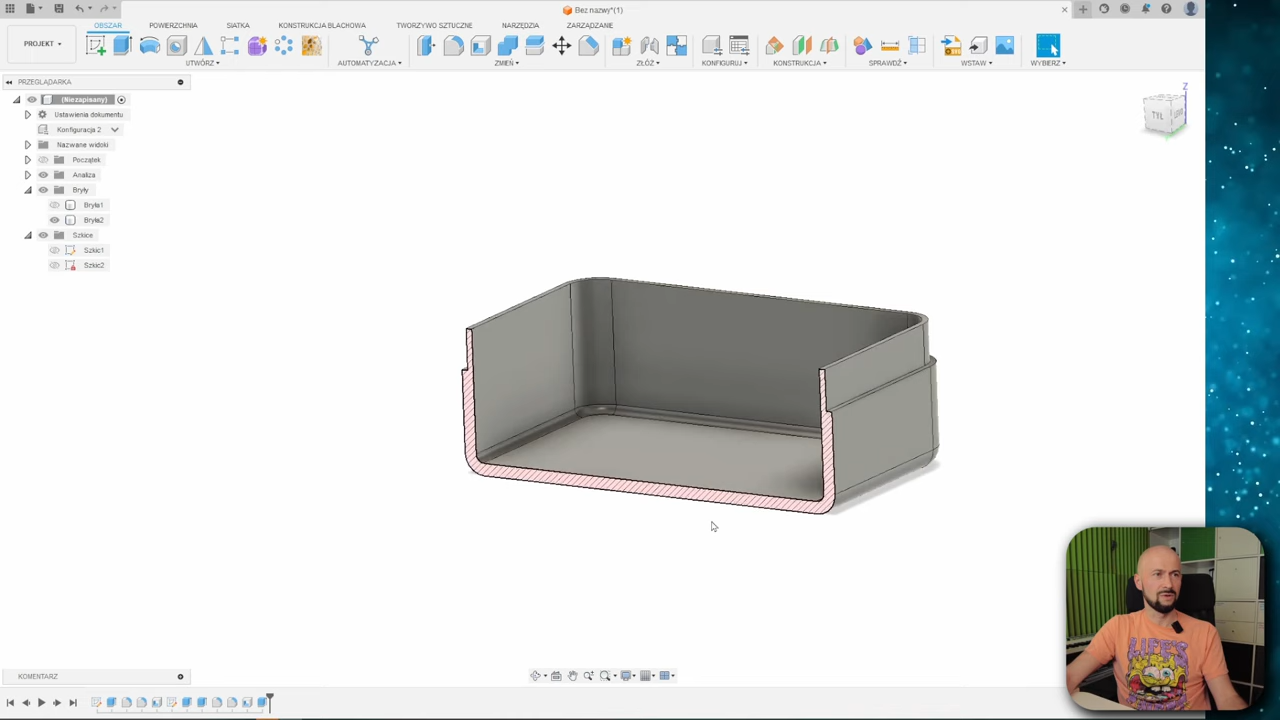 Bez nazwy*(1)
PROJEKT
OBSZAR
POWIERZCHNIA
SIATKA
KONSTRUKCJA BLACHOWA
TWORZYWO SZTUCZNE
NARZĘDZIA
ZARZĄDZANIE
UTWÓRZ
AUTOMATYZACJA
ZMIEŃ
ZŁÓŻ
KONFIGURUJ
KONSTRUKCJA
SPRAWDŹ
WSTAW
WYBIERZ
PRZEGLĄDARKA
(Niezapisany)
Ustawienia dokumentu
Konfiguracja 2
Nazwane widoki
Początek
Analiza
Bryły
Bryła1
Bryła2
Szkice
Szkic1
Szkic2
Z
TYŁ
LIFE'S
KOMENTARZ